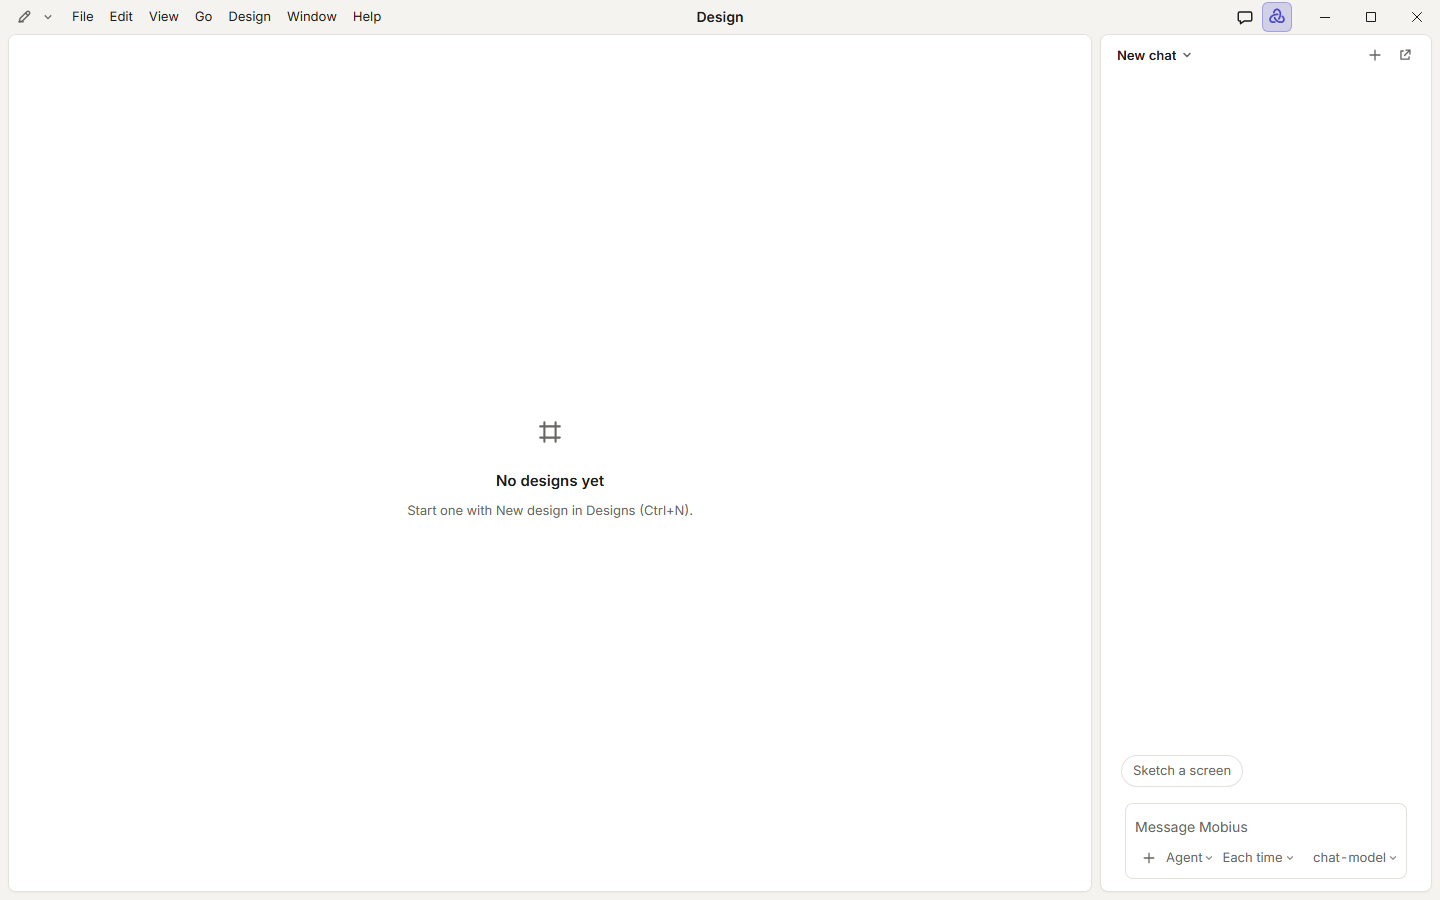 File Edit View Go Design Window Help
Design
New chat
No designs yet
Start one with New design in Designs (Ctrl+N).
Sketch a screen
Message Mobius
Agent Each time chat-model